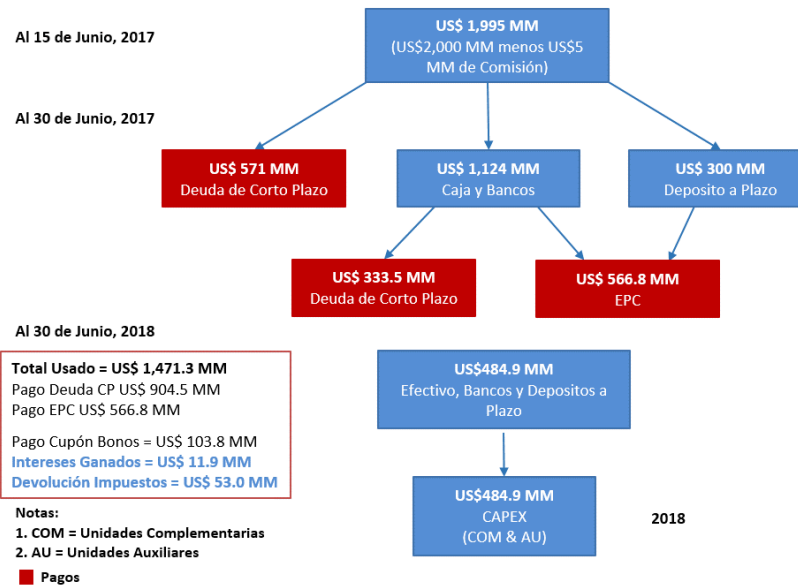 Al 15 de Junio, 2017
US$ 1,995 MM
(US$2,000 MM menos US$5
MM de Comisión)
Al 30 de Junio, 2017
US$ 571 MM
Deuda de Corto Plazo
US$ 1,124 MM
Caja y Bancos
US$ 300 MM
Deposito a Plazo
US$ 333.5 MM
Deuda de Corto Plazo
US$ 566.8 MM
EPC
Al 30 de Junio, 2018
Total Usado = US$ 1,471.3 MM
Pago Deuda CP US$ 904.5 MM
Pago EPC US$ 566.8 MM
Pago Cupón Bonos = US$ 103.8 MM
Intereses Ganados = US$ 11.9 MM
Devolución Impuestos = US$ 53.0 MM
US$484.9 MM
Efectivo, Bancos y Depositos a
Plazo
US$484.9 MM
CAPEX
(COM & AU)
2018
Notas:
1. COM = Unidades Complementarias
2. AU = Unidades Auxiliares
Pagos